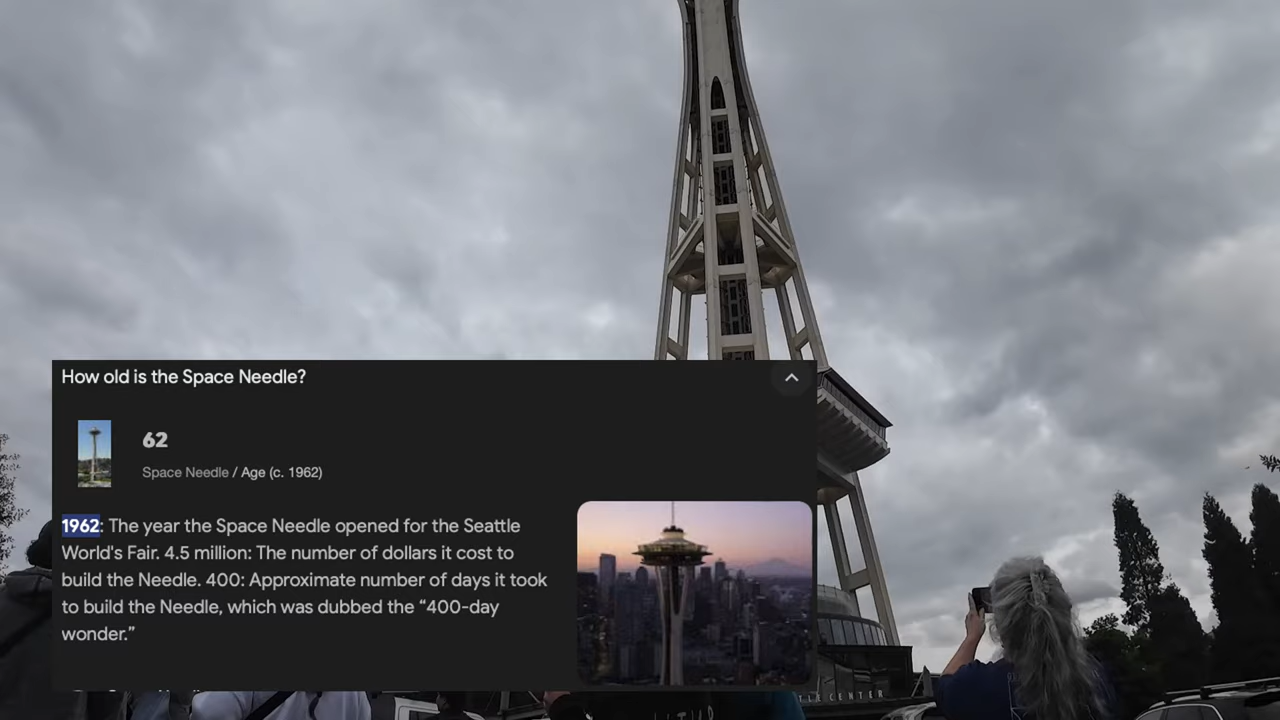 How old is the Space Needle?
62
Space Needle / Age (c. 1962)
1962: The year the Space Needle opened for the Seattle
World's Fair. 4.5 million: The number of dollars it cost to
build the Needle. 400: Approximate number of days it took
to build the Needle, which was dubbed the “400-day
wonder.”
CENTER